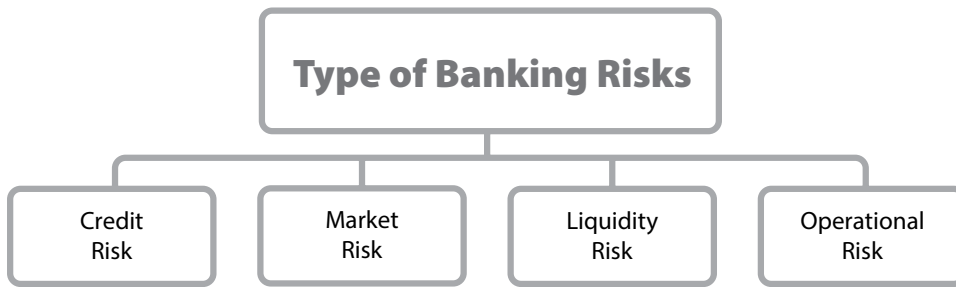 Type of Banking Risks
Credit
Risk
Market
Risk
Liquidity
Risk
Operational
Risk